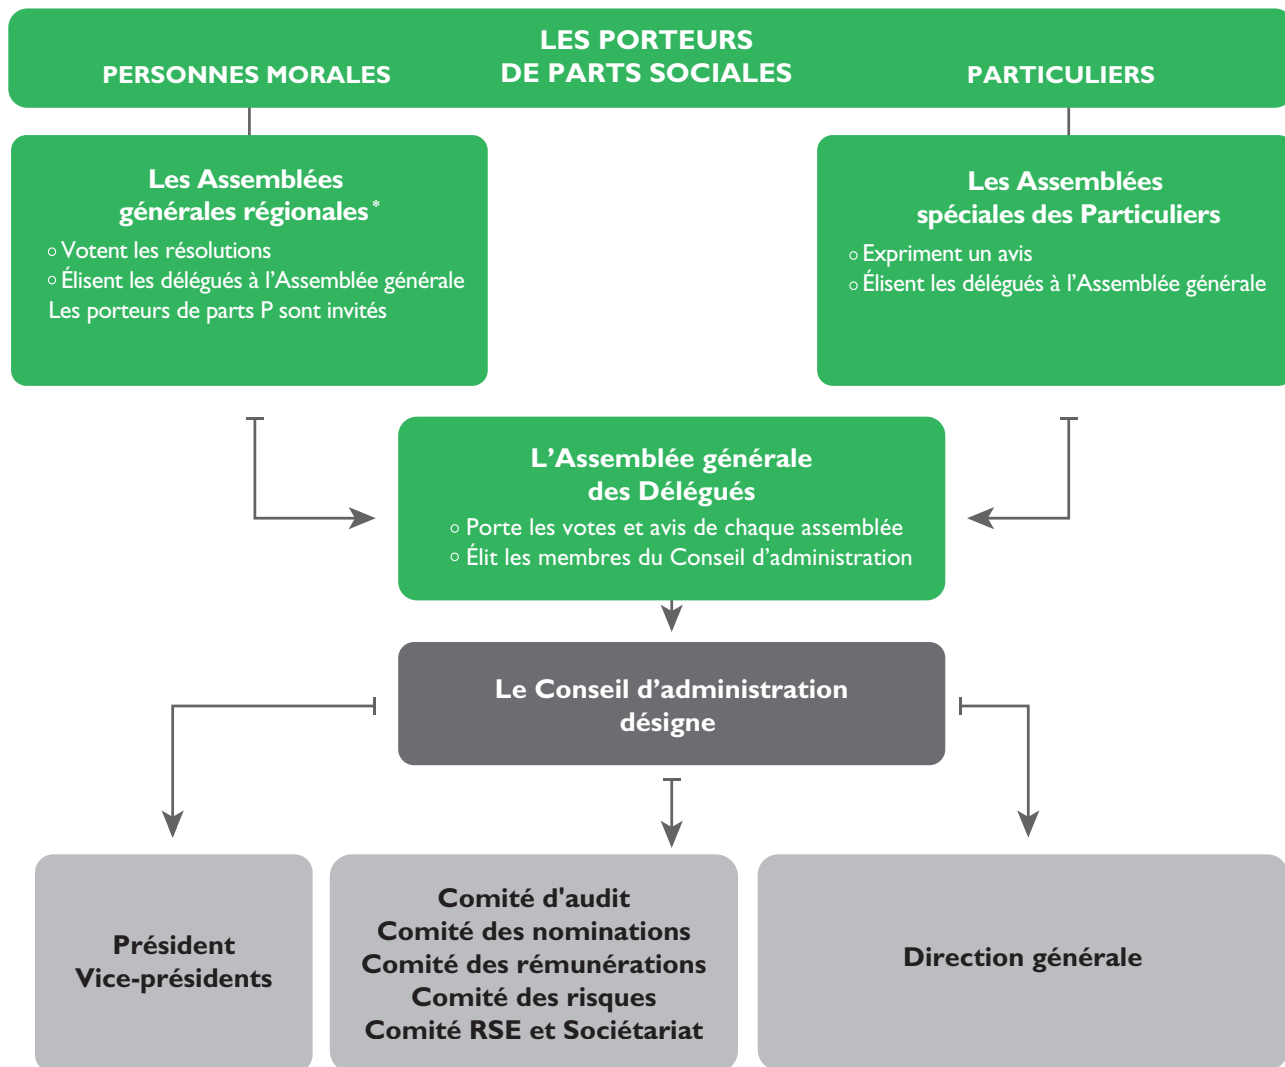 LES PORTEURS
DE PARTS SOCIALES
PERSONNES MORALES
PARTICULIERS
Les Assemblées
générales régionales*
○ Votent les résolutions
○ Élisent les délégués à l’Assemblée générale
Les porteurs de parts P sont invités
Les Assemblées
spéciales des Particuliers
○ Expriment un avis
○ Élisent les délégués à l’Assemblée générale
L’Assemblée générale
des Délégués
○ Porte les votes et avis de chaque assemblée
○ Élit les membres du Conseil d’administration
Le Conseil d’administration
désigne
Président
Vice-présidents
Comité d'audit
Comité des nominations
Comité des rémunérations
Comité des risques
Comité RSE et Sociétariat
Direction générale